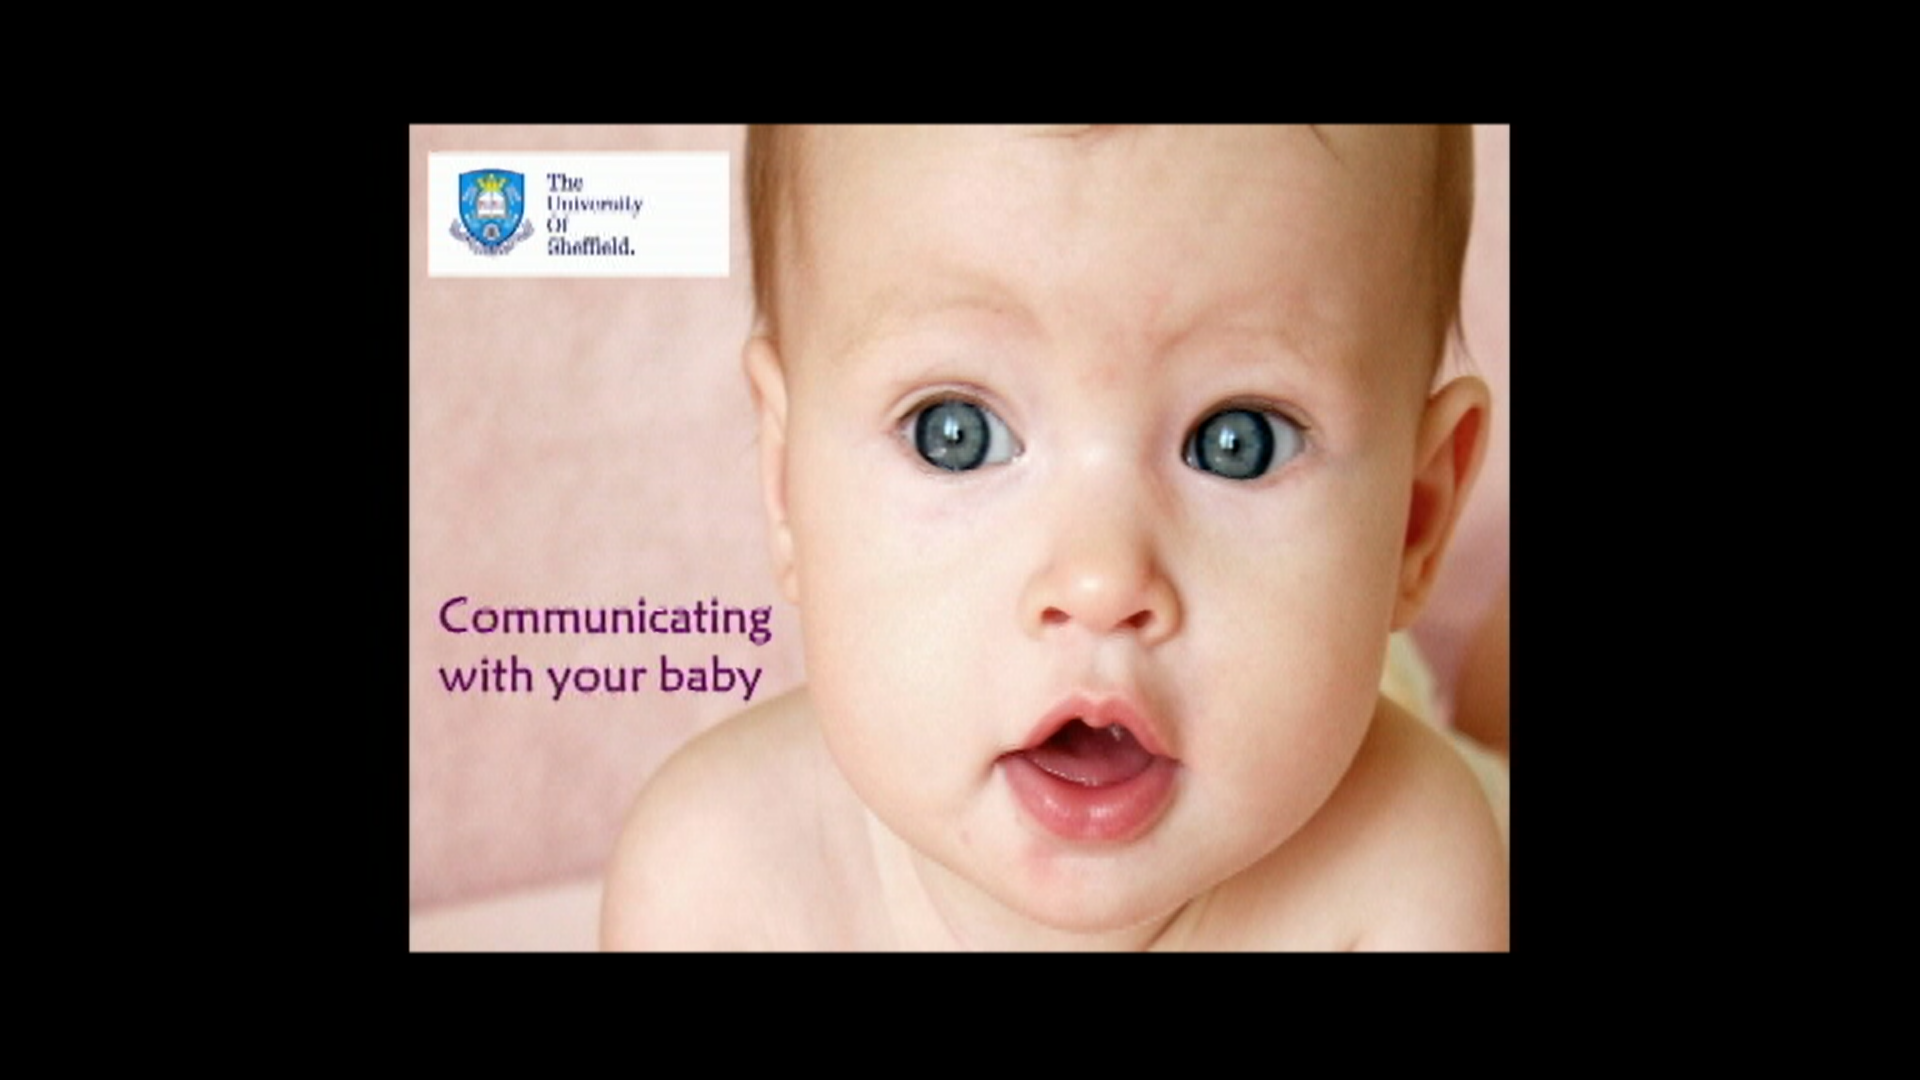 The
University
Of
Sheffield.
Communicating
with your baby